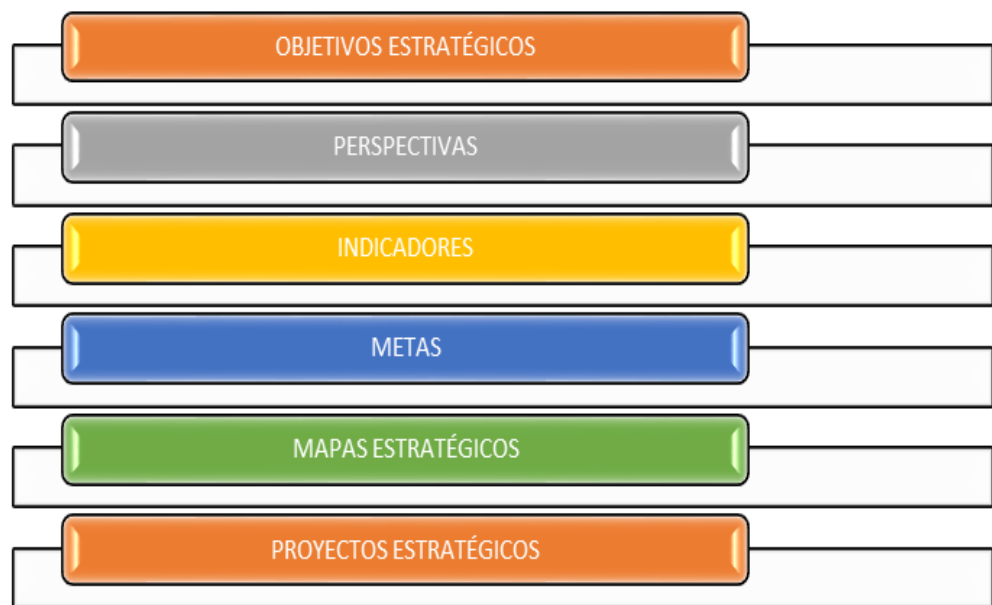 OBJETIVOS ESTRATÉGICOS
PERSPECTIVAS
INDICADORES
METAS
MAPAS ESTRATÉGICOS
PROYECTOS ESTRATÉGICOS